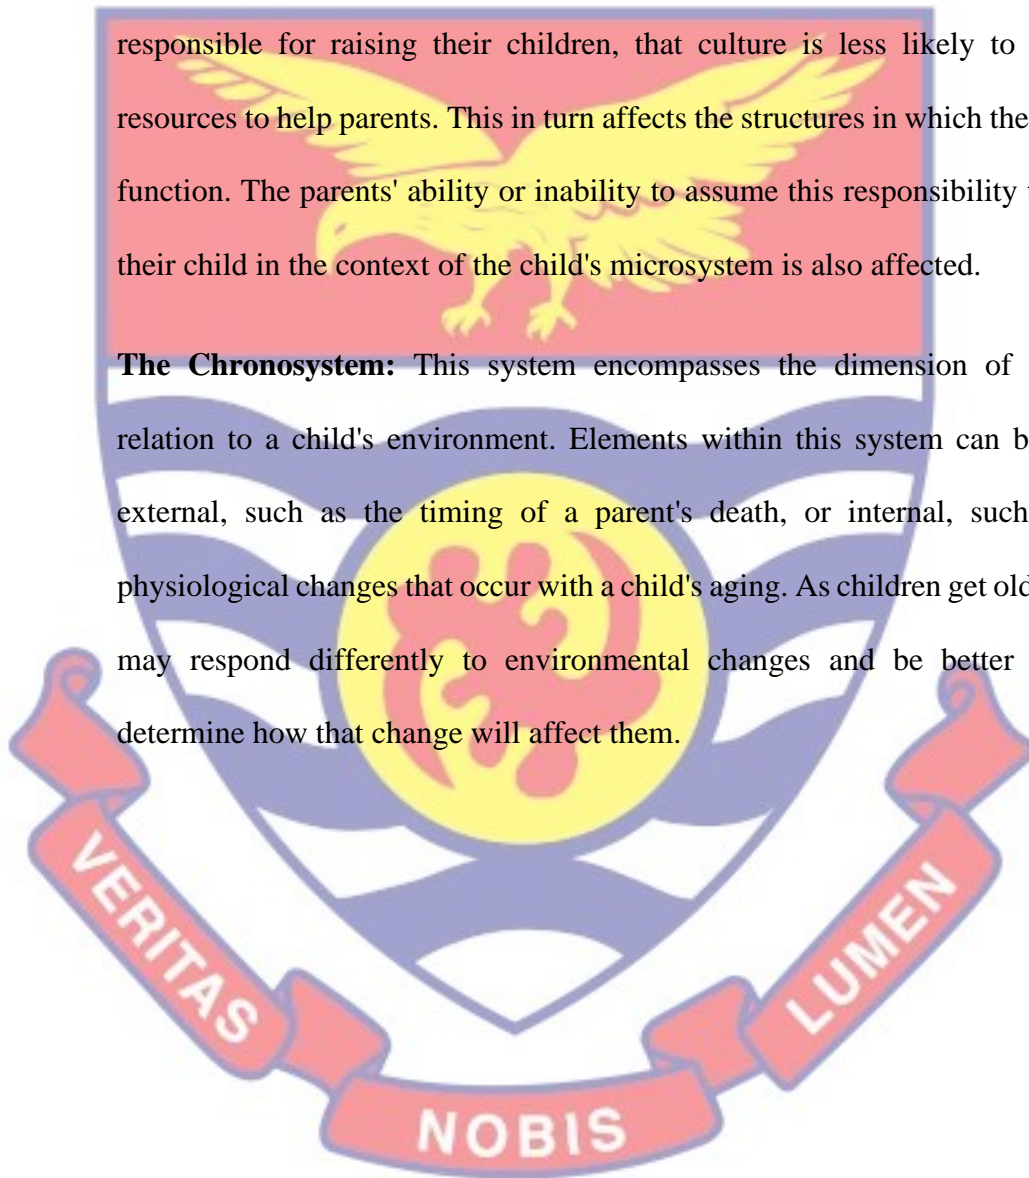 responsible for raising their children, that culture is less likely to
resources to help parents. This in turn affects the structures in which the
function. The parents' ability or inability to assume this responsibility
their child in the context of the child's microsystem is also affected.
The Chronosystem: This system encompasses the dimension of
relation to a child's environment. Elements within this system can b
external, such as the timing of a parent's death, or internal, such
physiological changes that occur with a child's aging. As children get old
may respond differently to environmental changes and be better
determine how that change will affect them.
VERITAS
NOBIS
LUMEN